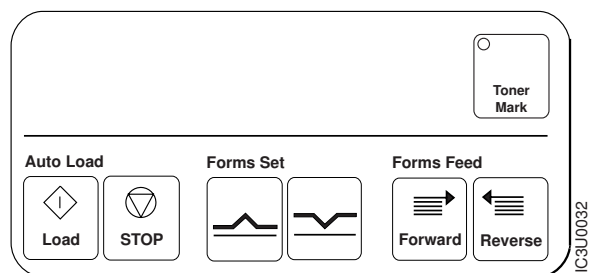 Toner
Mark
Auto Load
Forms Set
Forms Feed
Load
STOP
Forward
Reverse
IC3U0032